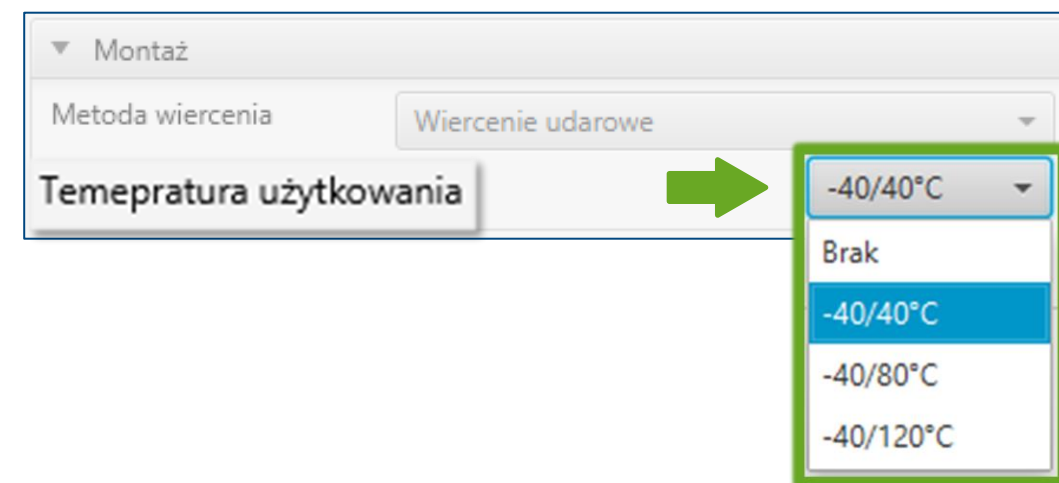 Montaż
Metoda wiercenia
Wiercenie udarowe
Temepratura użytkowania
-40/40°C
Brak
-40/40°C
-40/80°C
-40/120°C